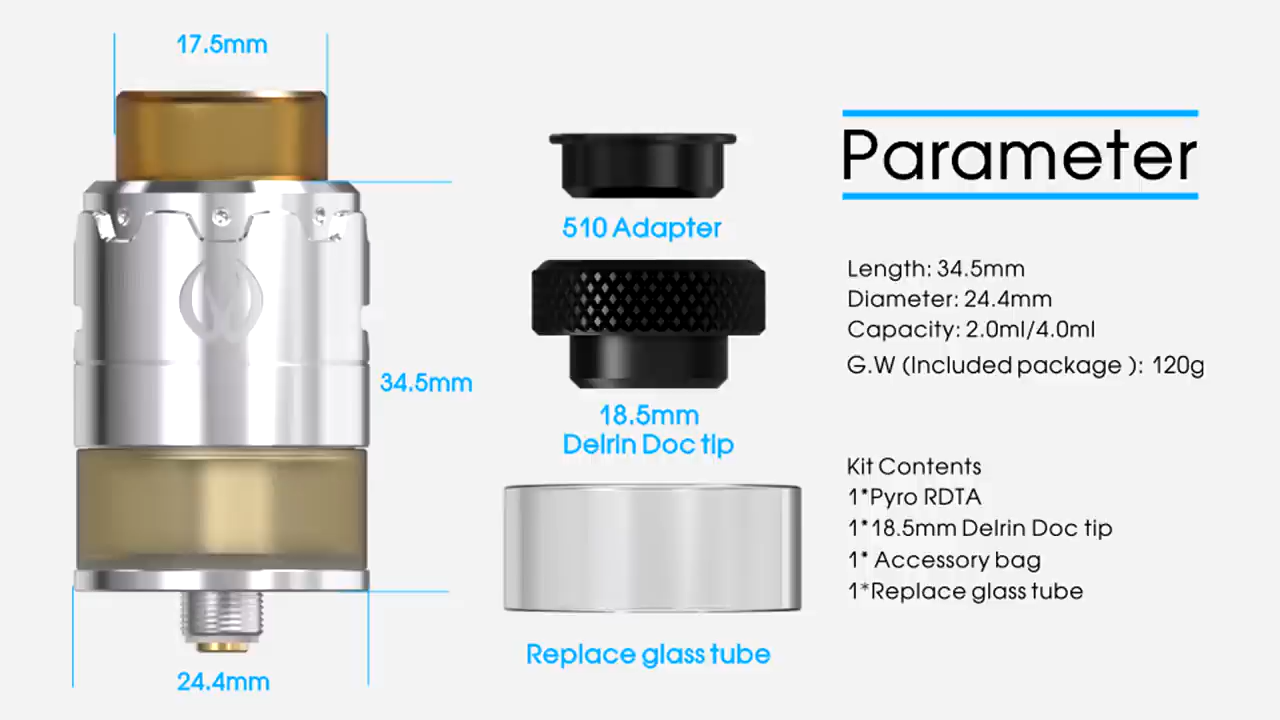 17.5mm
34.5mm
24.4mm
510 Adapter
18.5mm
Delrin Doc tip
Replace glass tube
Parameter
Length: 34.5mm
Diameter: 24.4mm
Capacity: 2.0ml/4.0ml
G.W (Included package ): 120g
Kit Contents
1*Pyro RDTA
1*18.5mm Delrin Doc tip
1* Accessory bag
1*Replace glass tube